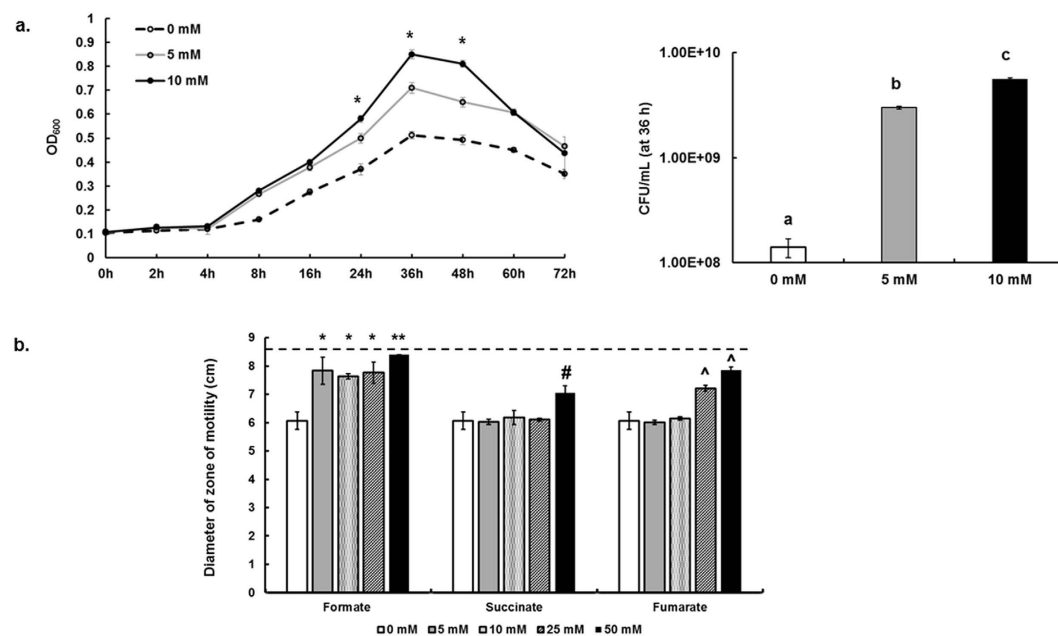 a.
1
0.9
0.8
0.7
0.6
0.5
0.4
0.3
0.2
0.1
0
OD600
0 mM
5 mM
10 mM
*
*
*
0h 2h 4h 8h 16h 24h 36h 48h 60h 72h
1.00E+10
1.00E+09
1.00E+08
CFU/mL (at 36 h)
a
b
c
0 mM 5 mM 10 mM
b.
9
8
7
6
5
4
3
2
1
0
Diameter of zone of motility (cm)
* * * **
#
^ ^
Formate Succinate Fumarate
0 mM 5 mM 10 mM 25 mM 50 mM